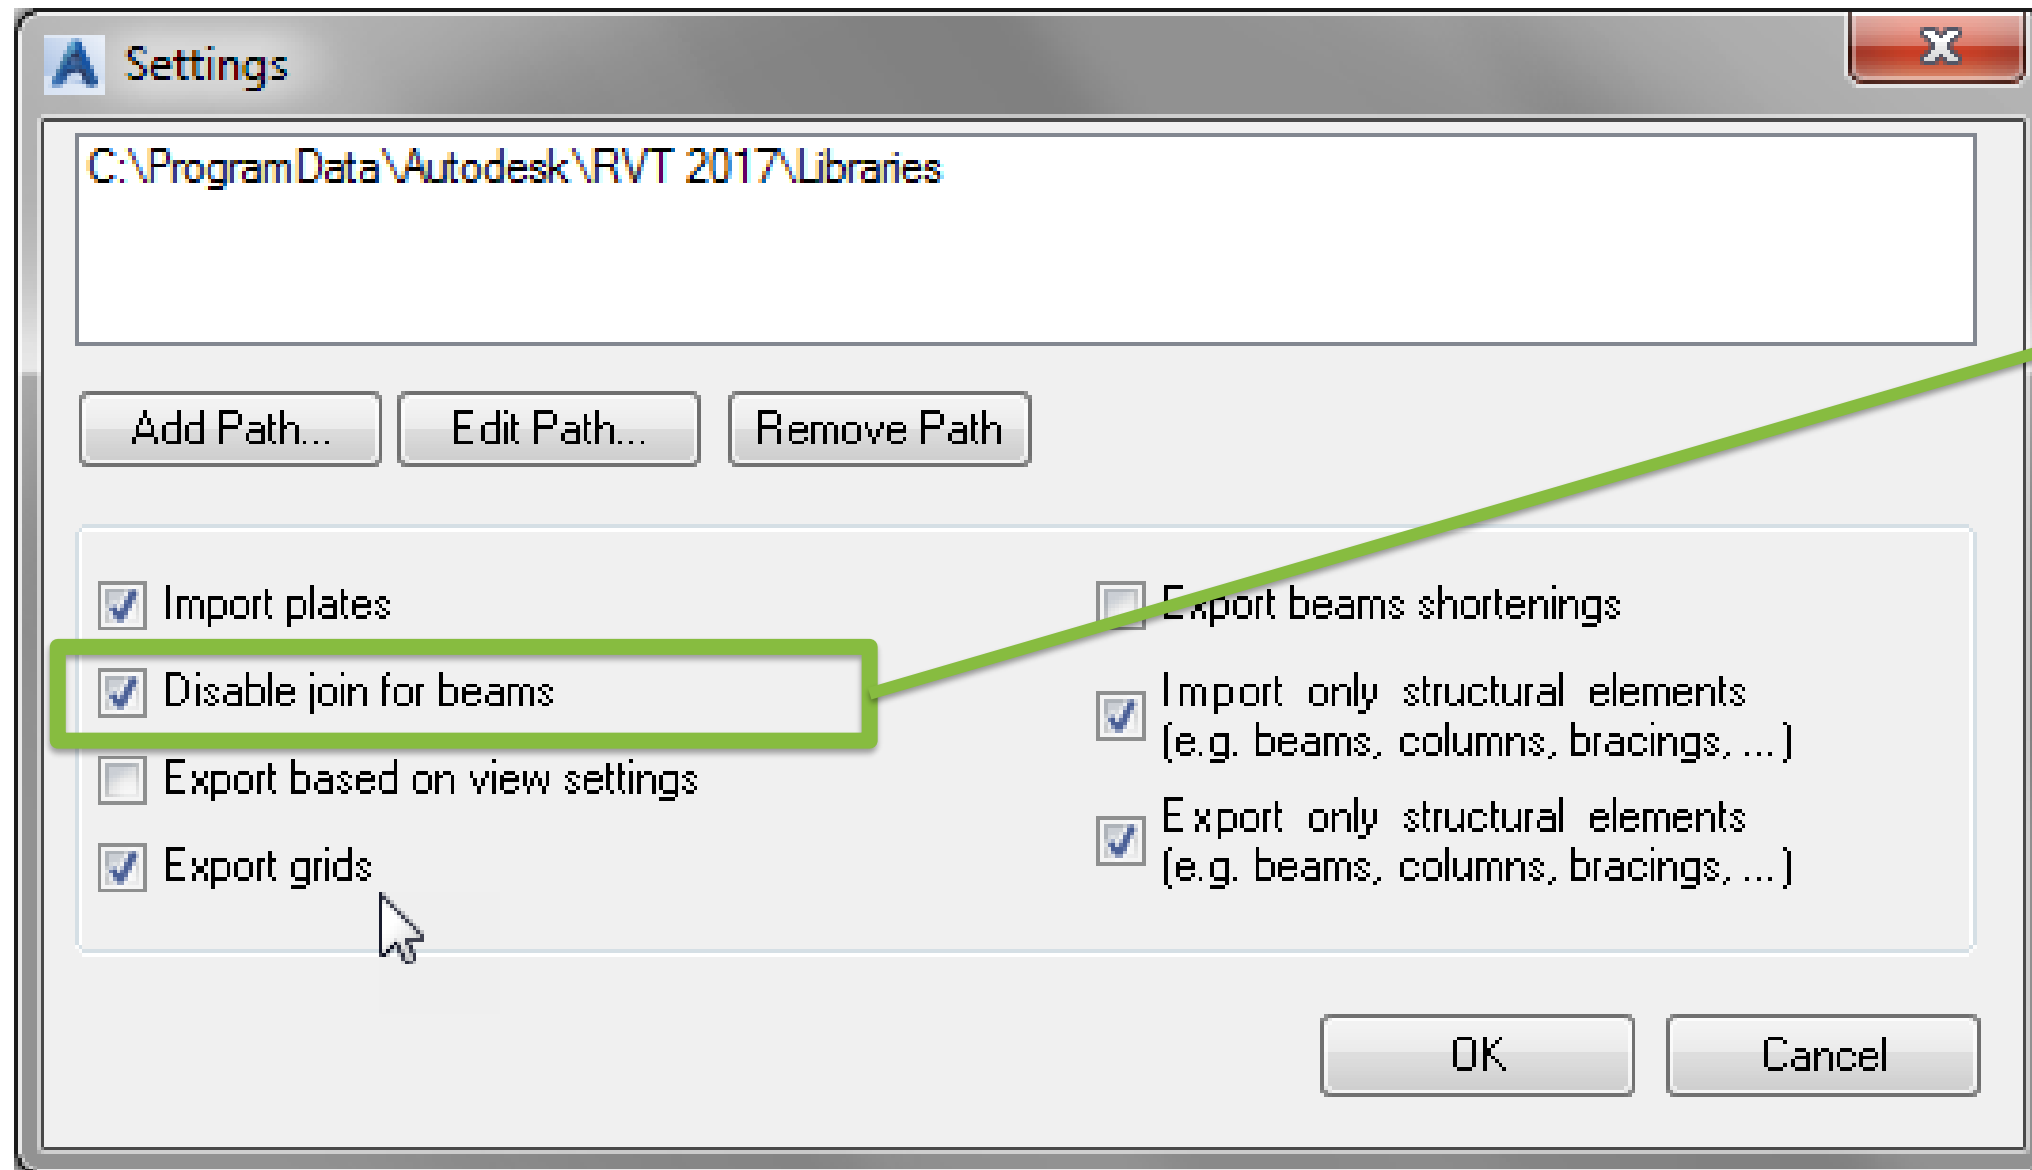 Settings
C:\ProgramData\Autodesk\RVT 2017\Libraries
Add Path...
Edit Path...
Remove Path
Import plates
Disable join for beams
Export based on view settings
Export grids
Export beams shortenings
Import only structural elements
(e.g. beams, columns, bracings, ...)
Export only structural elements
(e.g. beams, columns, bracings, ...)
OK
Cancel